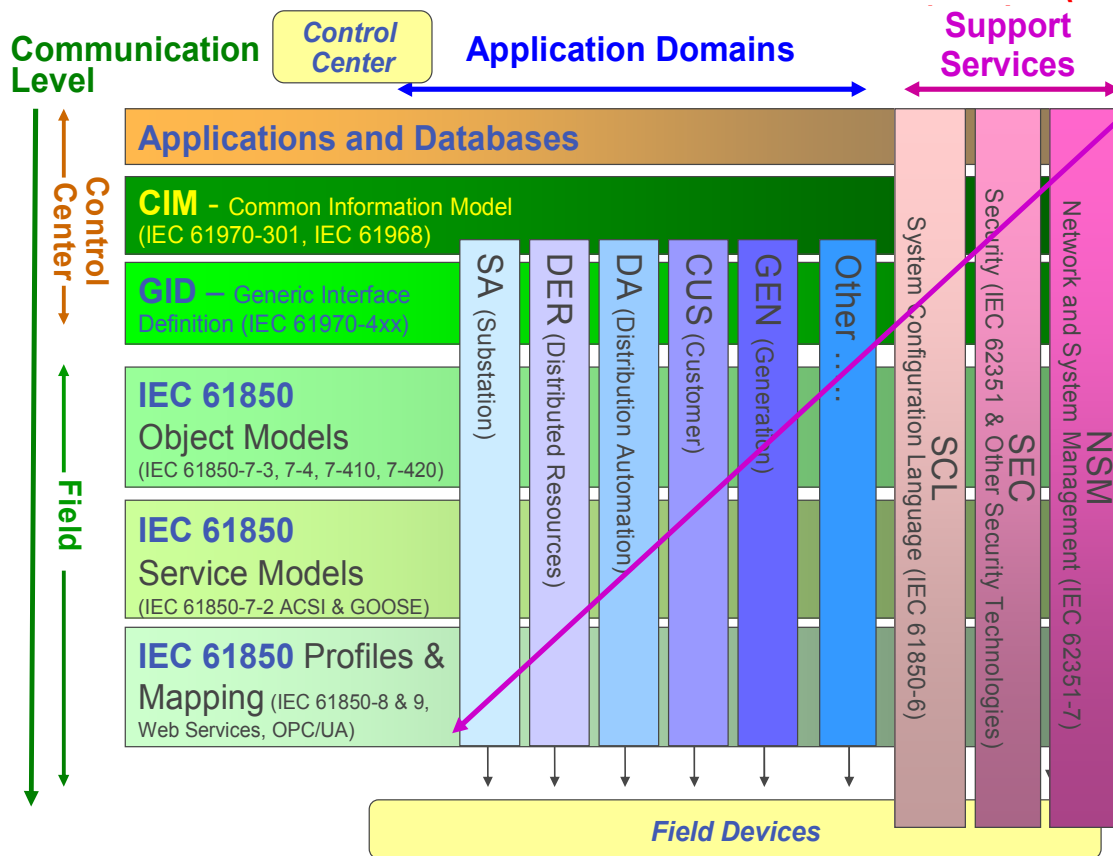 Communication
Level
Control
Center
Application Domains
Support
Services
Control
Center
Field
Applications and Databases
CIM - Common Information Model
(IEC 61970-301, IEC 61968)
GID – Generic Interface
Definition (IEC 61970-4xx)
IEC 61850
Object Models
(IEC 61850-7-3, 7-4, 7-410, 7-420)
IEC 61850
Service Models
(IEC 61850-7-2 ACSI & GOOSE)
IEC 61850 Profiles &
Mapping (IEC 61850-8 & 9,
Web Services, OPC/UA)
SA (Substation)
DER (Distributed Resources)
DA (Distribution Automation)
CUS (Customer)
GEN (Generation)
Other …..
SCL
System Configuration Language (IEC 61850-6)
SEC
Security (IEC 62351 & Other Security Technologies)
NSM
Network and System Management (IEC 62351-7)
Field Devices